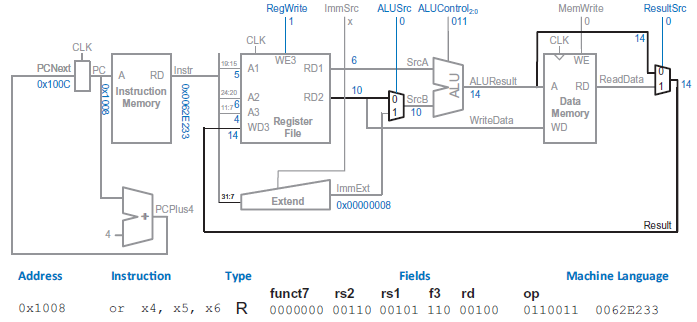 RegWrite ImmSrc ALUSrc ALUControl2:0 MemWrite ResultSrc
1 x 0 011 0 0
CLK CLK CLK 14
PCNext PC Instr 19:15 A1 WE3 RD1 6 SrcA WE 0
0x100C A RD 5 ALU ALUResult A RD ReadData 1 14
Instruction 24:20 A2 RD2 10 0 SrcB 14 Data
Memory 6 1 10 Memory
0x1008 0x0062E233 11:7 A3 Register WriteData WD
4 WD3 File
14
31:7 Extend ImmExt
0x00000008
PCPlus4
+
4 Result
Address Instruction Type Fields Machine Language
funct7 rs2 rs1 f3 rd op
0x1008 or x4, x5, x6 R 0000000 00110 00101 110 00100 0110011 0062E233